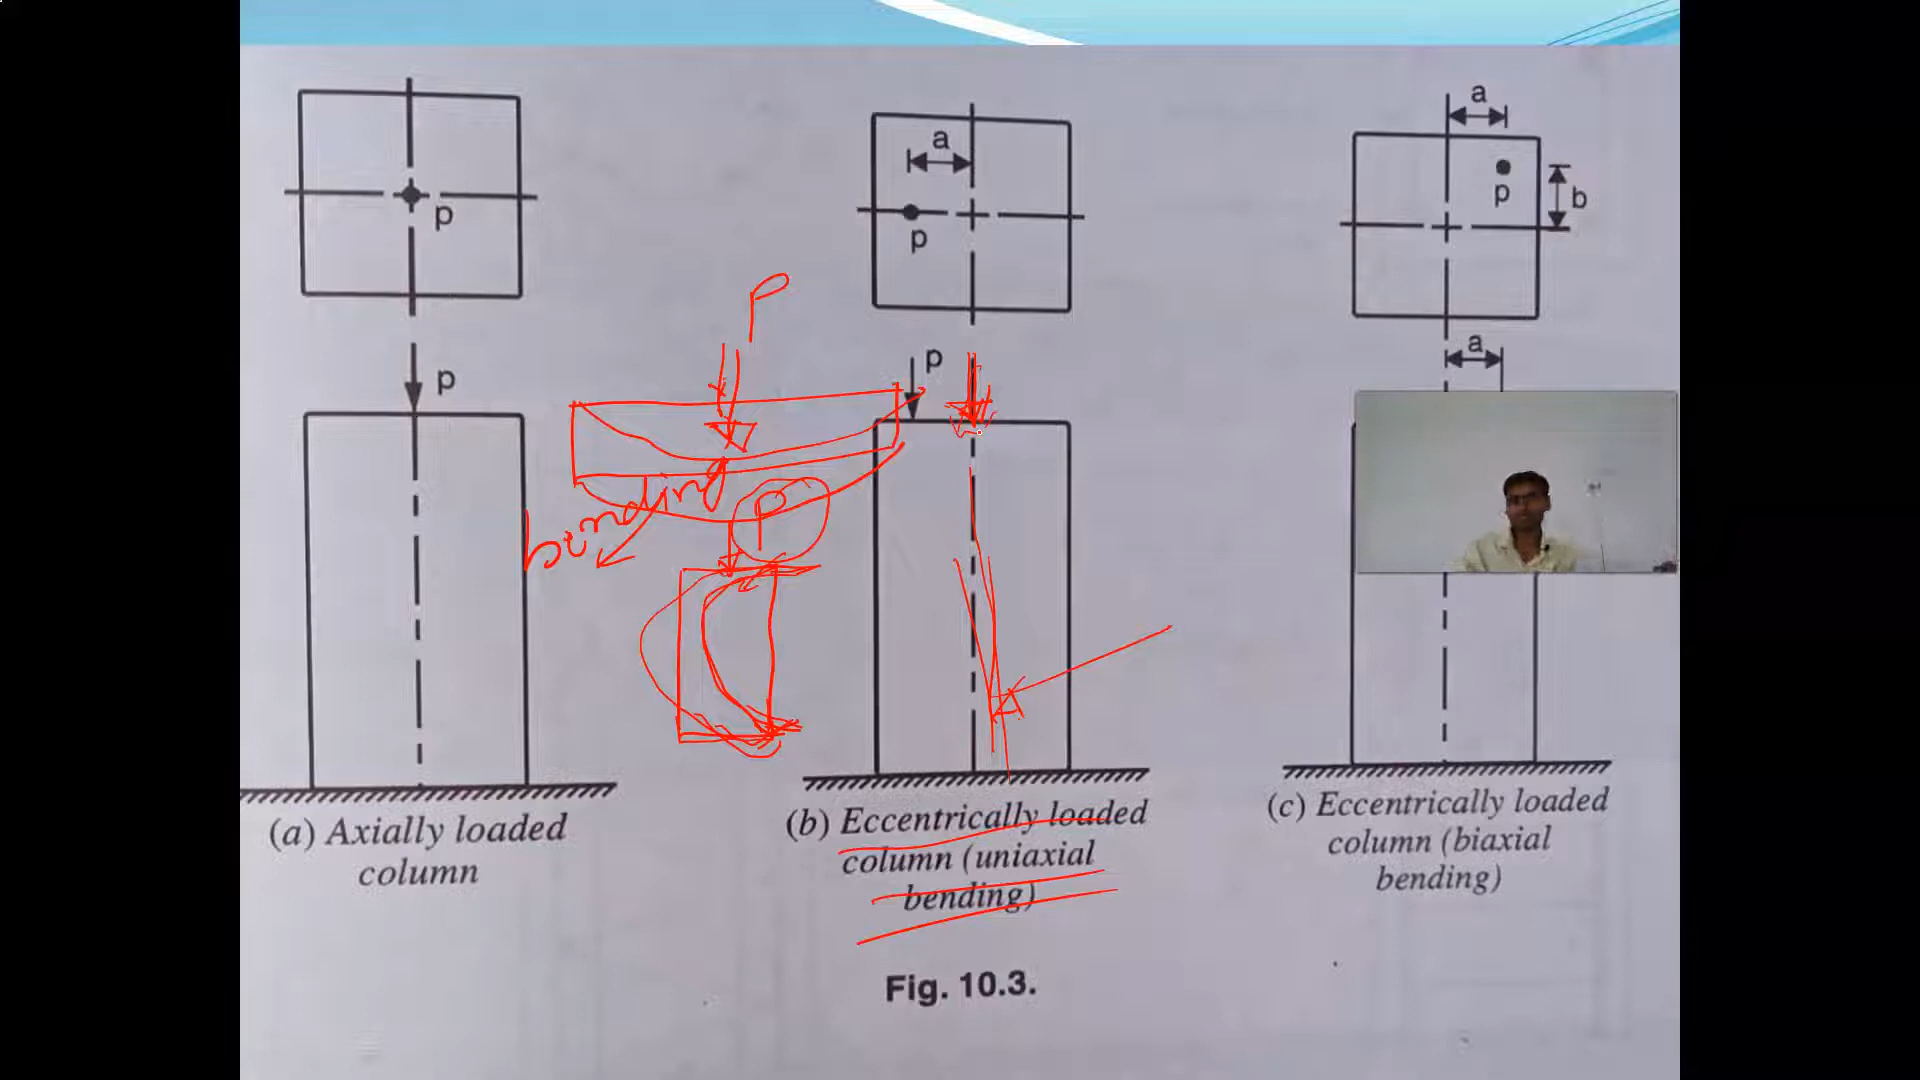 a
a
a
p
p
p
b
P
a
p
p
bending
P
(a) Axially loaded
column
(b) Eccentrically loaded
column (uniaxial
bending)
(c) Eccentrically loaded
column (biaxial
bending)
Fig. 10.3.